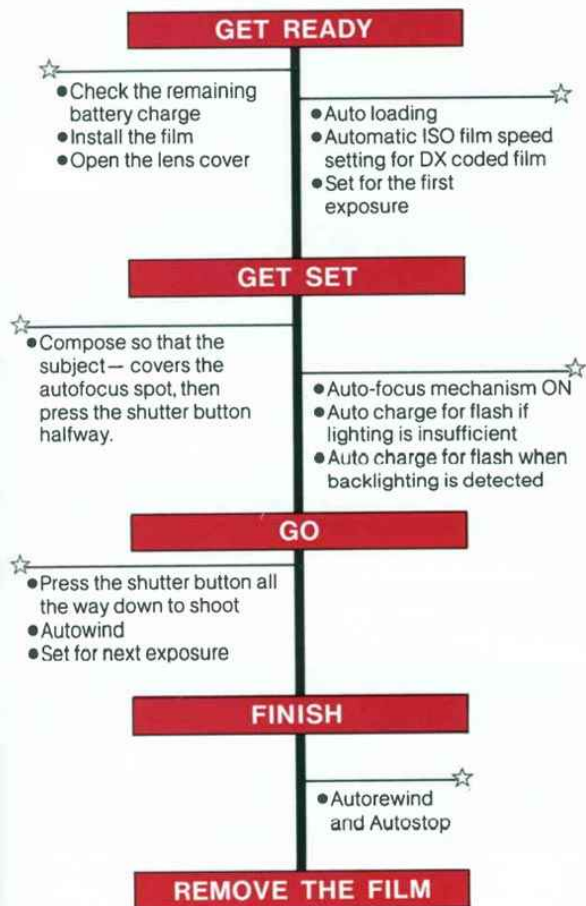 GET READY
● Check the remaining
battery charge
● Install the film
● Open the lens cover
● Auto loading
● Automatic ISO film speed
setting for DX coded film
● Set for the first
exposure
GET SET
● Compose so that the
subject— covers the
autofocus spot, then
press the shutter button
halfway.
● Auto-focus mechanism ON
● Auto charge for flash if
lighting is insufficient
● Auto charge for flash when
backlighting is detected
GO
● Press the shutter button all
the way down to shoot
● Autowind
● Set for next exposure
FINISH
● Autorewind
and Autostop
REMOVE THE FILM